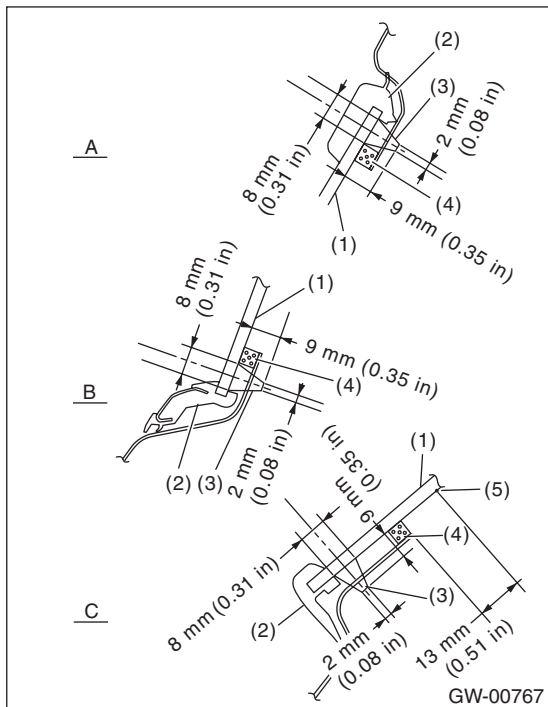 A
(2)
(3)
2 mm
(0.08 in)
8 mm
(0.31 in)
(4)
(1)
9 mm (0.35 in)
B
8 mm
(0.31 in)
(1)
9 mm (0.35 in)
(4)
(2)
(3)
2 mm
(0.08 in)
C
9 mm
(0.35 in)
(1)
(5)
(4)
8 mm (0.31 in)
(3)
(2)
2 mm
(0.08 in)
13 mm
(0.51 in)
GW-00767